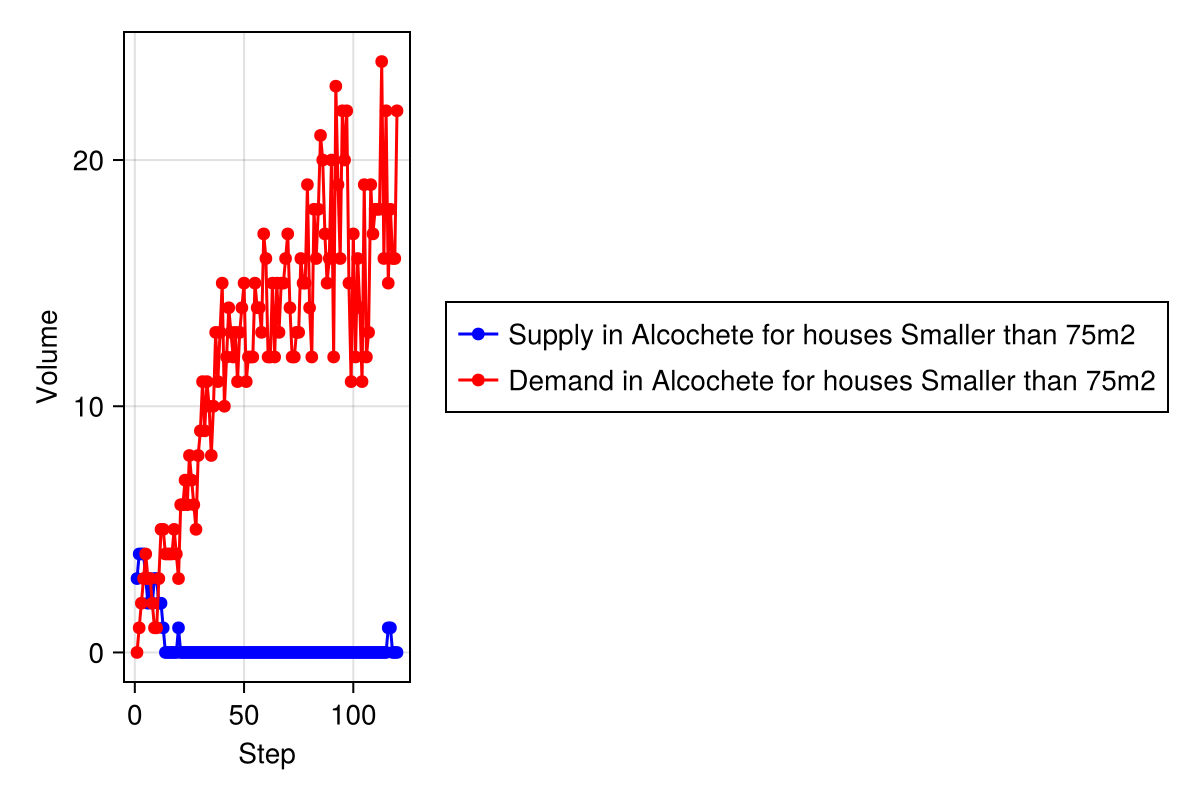 20
10
0
Volume
0 50 100
Step
Supply in Alcochete for houses Smaller than 75m2
Demand in Alcochete for houses Smaller than 75m2